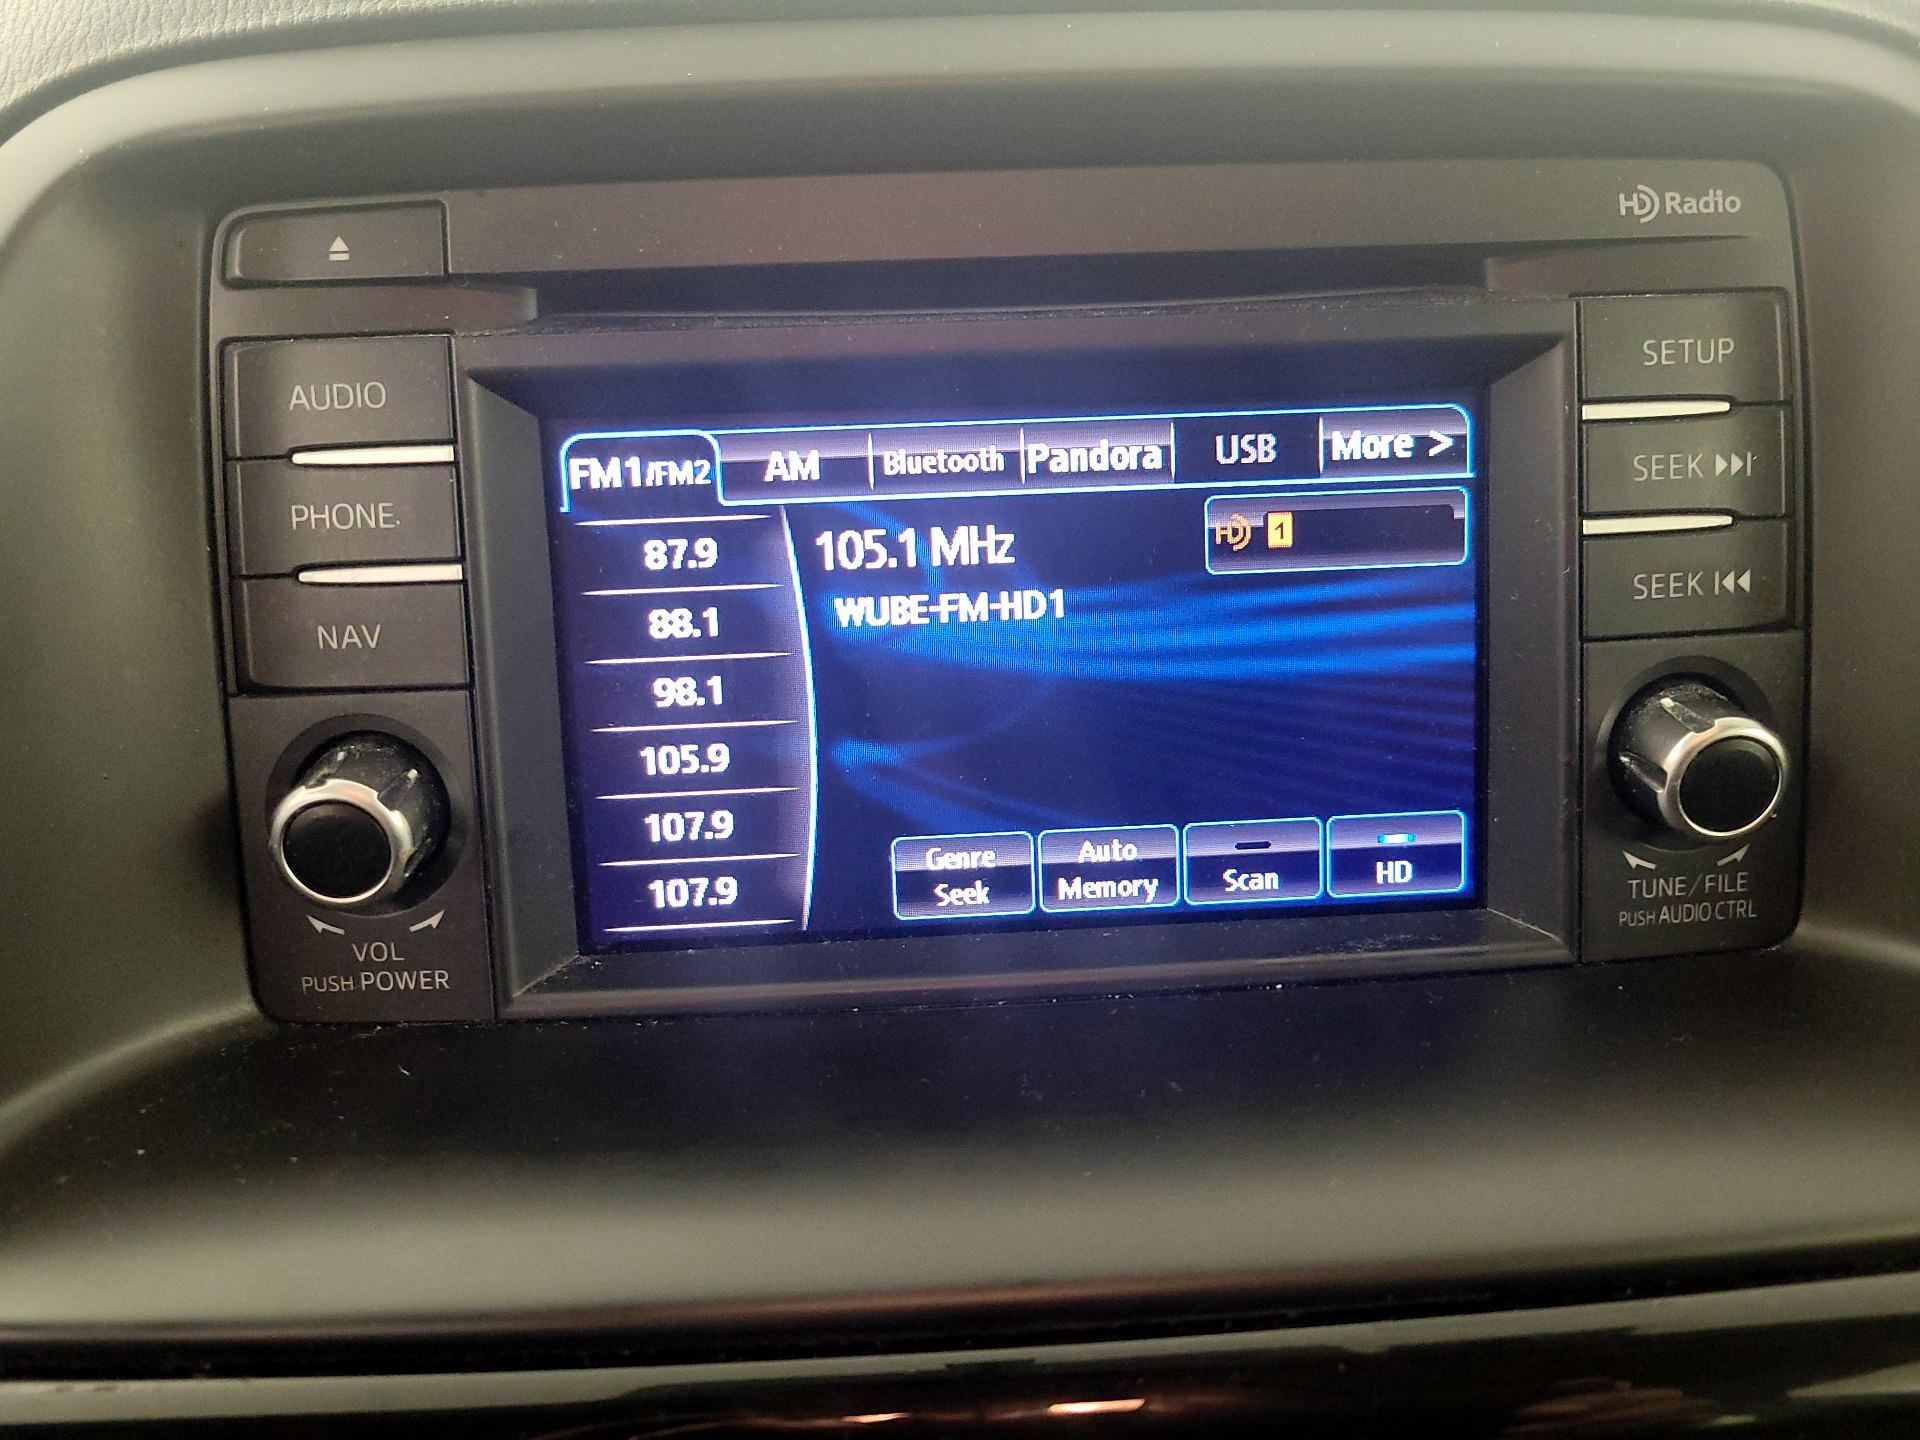 HD Radio
AUDIO
PHONE
NAV
VOL
PUSH POWER
SETUP
SEEK
SEEK
TUNE/FILE
PUSH AUDIO CTRL
FM1/FM2
AM
Bluetooth
Pandora
USB
More >
87.9
88.1
98.1
105.9
107.9
107.9
105.1 MHz
HD 1
WUBE-FM-HD1
Genre
Seek
Auto
Memory
Scan
HD